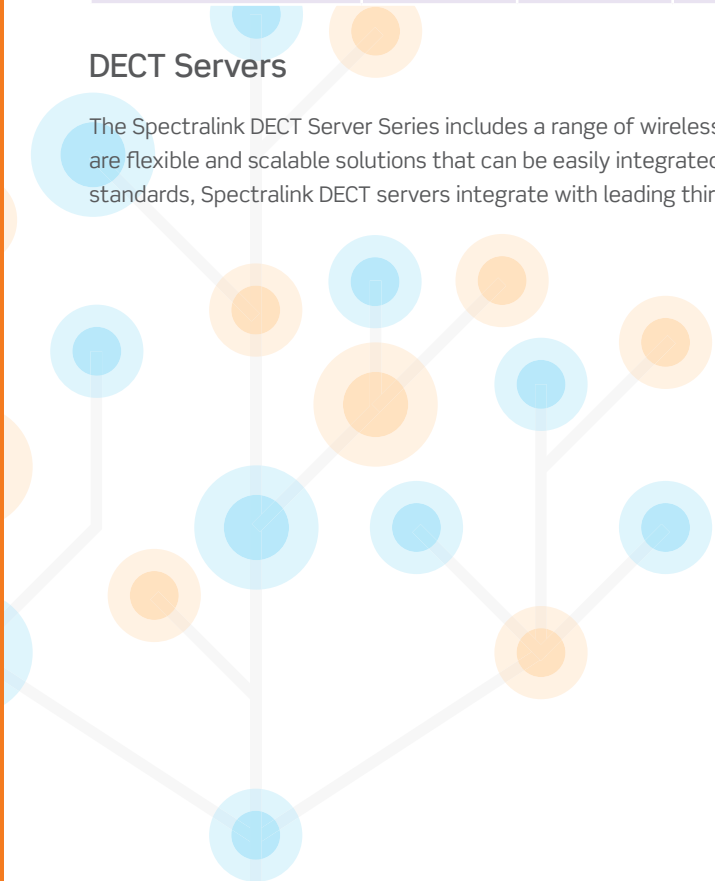 DECT Servers
The Spectralink DECT Server Series includes a range of wireless
are flexible and scalable solutions that can be easily integrated
standards, Spectralink DECT servers integrate with leading